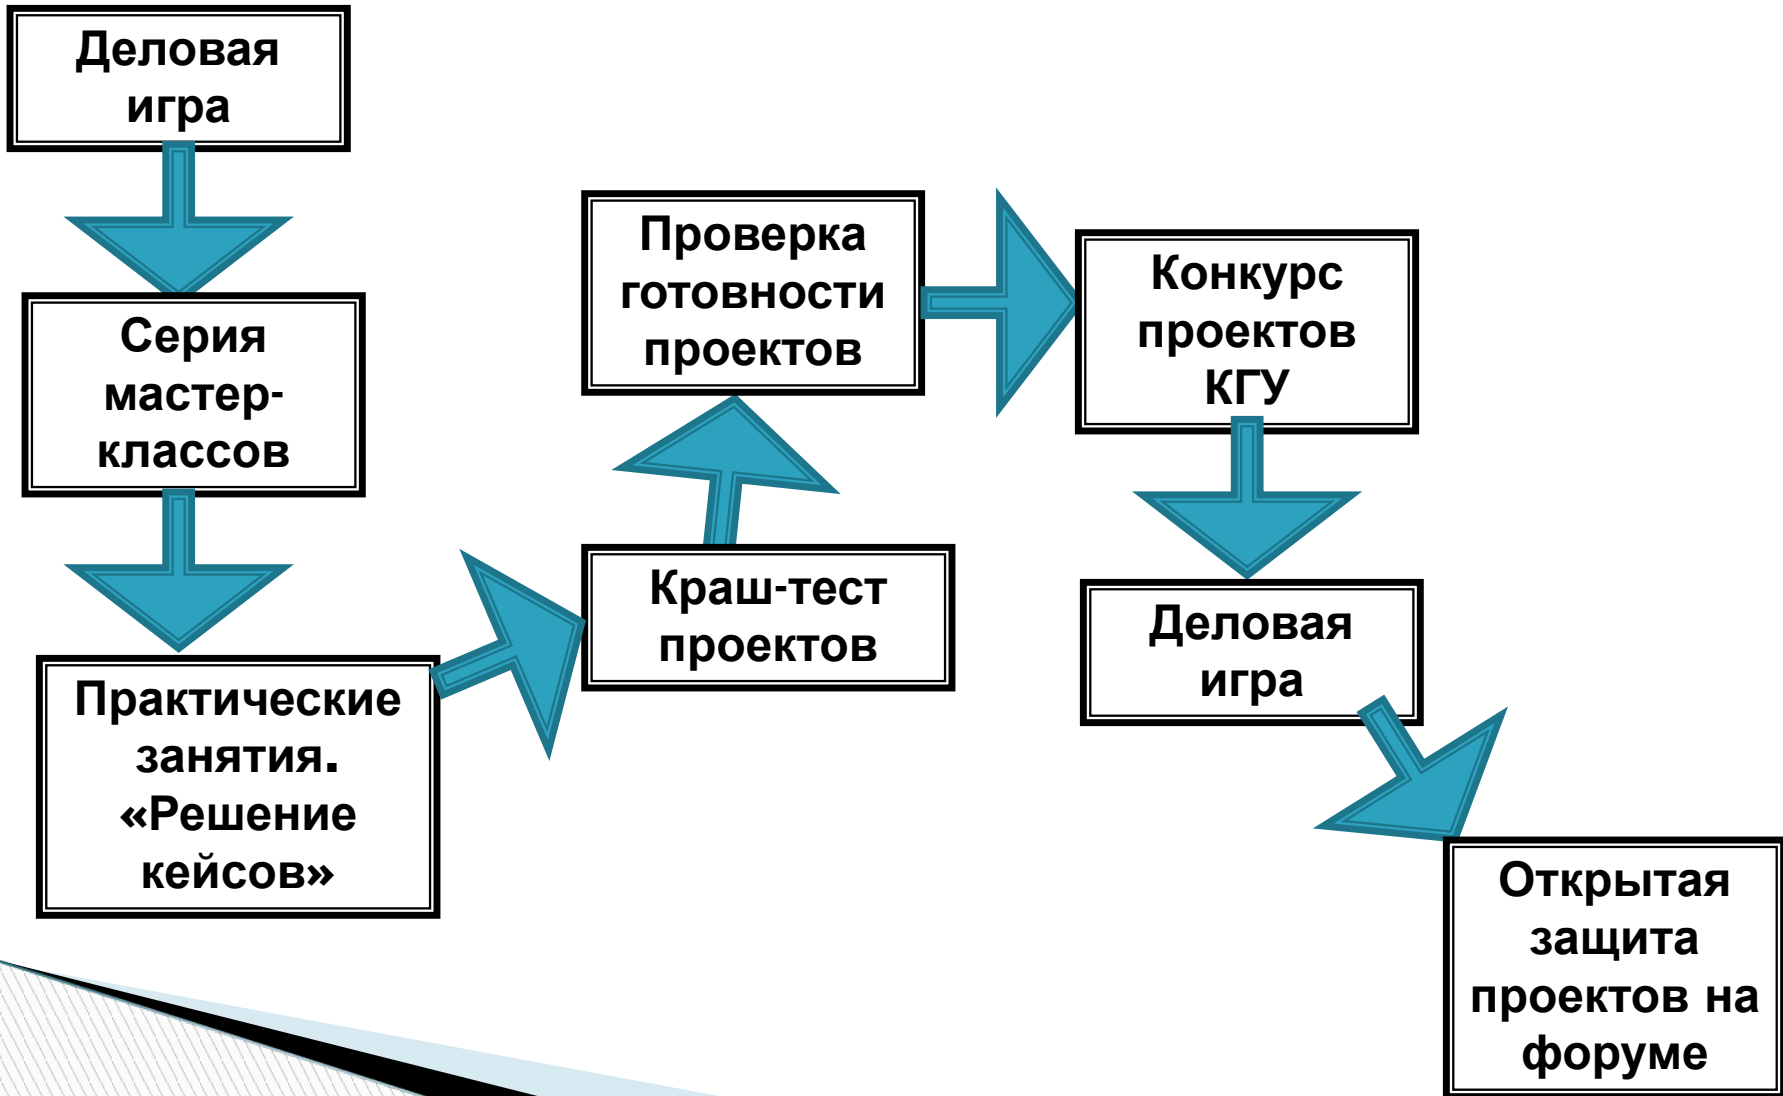 Деловая
игра
Серия
мастер-
классов
Практические
занятия.
«Решение
кейсов»
Краш-тест
проектов
Проверка
готовности
проектов
Конкурс
проектов
КГУ
Деловая
игра
Открытая
защита
проектов на
форуме